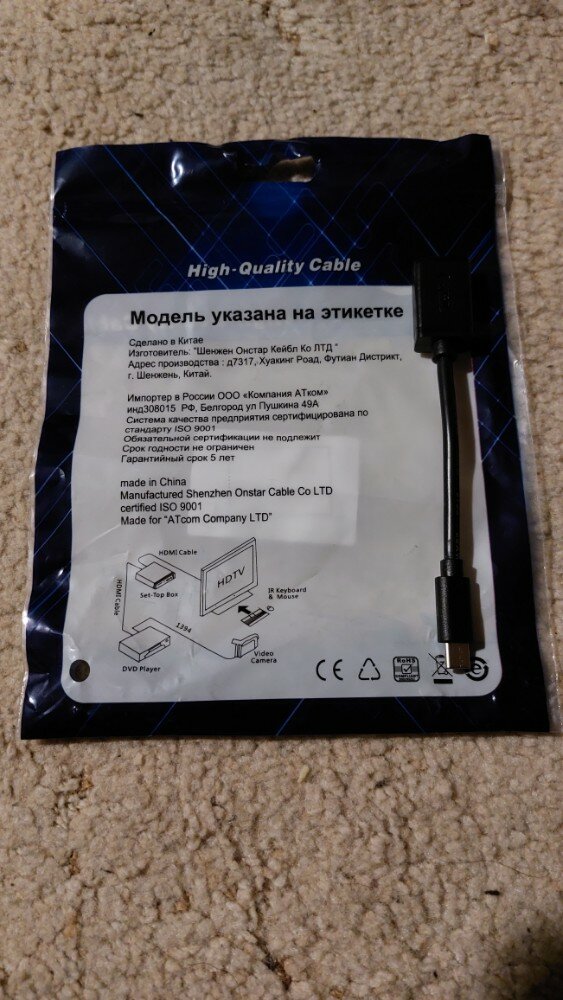 High-Quality Cable
Модель указана на этикетке
Сделано в Китае
Изготовитель: "Шенжен Онстар Кейбл Ко ЛТД "
Адрес производства : д7317, Хуакинг Роад, Футиан Дистрикт,
г. Шенжень, Китай.
Импортер в России ООО «Компания АТком»
инд308015 РФ, Белгород ул Пушкина 49А
Система качества предприятия сертифицирована по
стандарту ISO 9001
Обязательной сертификации не подлежит
Срок годности не ограничен
Гарантийный срок 5 лет
made in China
Manufactured Shenzhen Onstar Cable Co LTD
certified ISO 9001
Made for "ATcom Company LTD"
HDMI Cable
HDTV
Set-Top Box
IR Keyboard
& Mouse
HDMI Cable
1394
DVD Player
Video
Camera
CE
RoHS